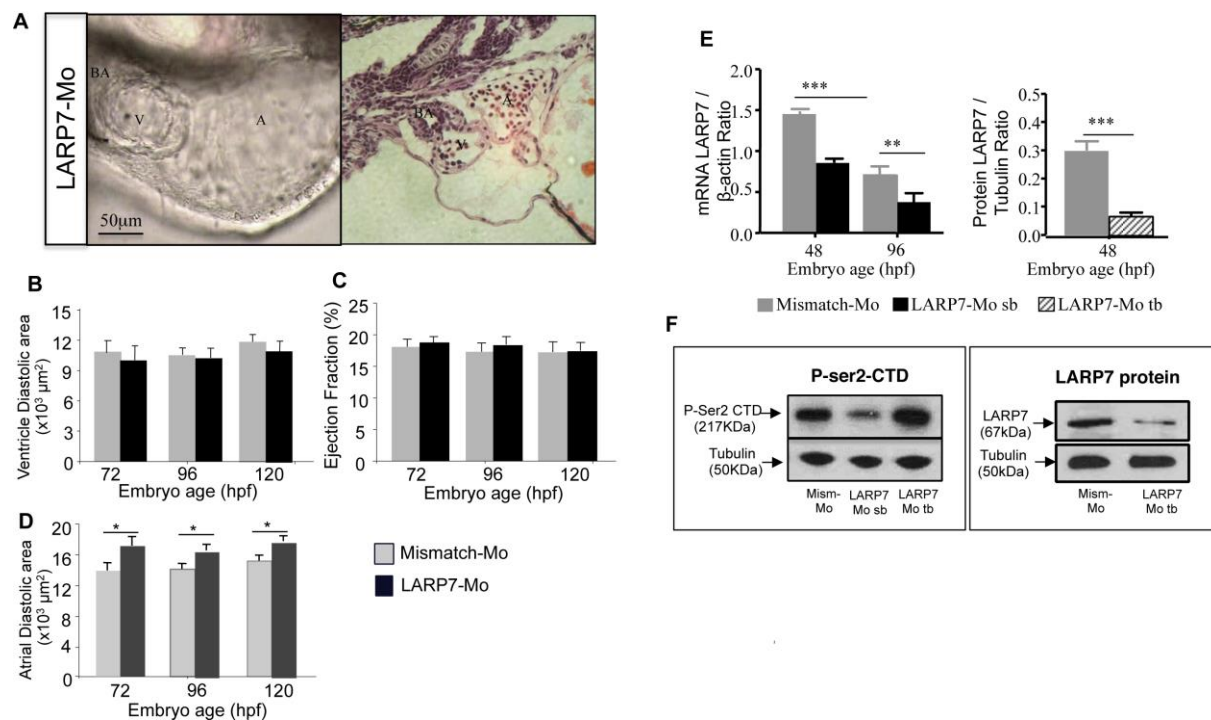 A
LARP7-Mo
BA
V
A
50µm
BA
A
V
B
Ventricle Diastolic area
(x10³ µm²)
15
12
9
6
3
0
72 96 120
Embryo age (hpf)
C
Ejection Fraction (%)
25
20
15
10
5
0
72 96 120
Embryo age (hpf)
D
Atrial Diastolic area
(x10³ µm²)
20
16
12
8
4
0
* * *
72 96 120
Embryo age (hpf)
Mismatch-Mo
LARP7-Mo
E
mRNA LARP7 /
β-actin Ratio
2.0
1.5
1.0
0.5
0.0
***
**
48 96
Embryo age (hpf)
Protein LARP7 /
Tubulin Ratio
0.5
0.4
0.3
0.2
0.1
0.0
***
48
Embryo age (hpf)
Mismatch-Mo LARP7-Mo sb LARP7-Mo tb
F
P-ser2-CTD
P-Ser2 CTD
(217KDa)
Tubulin
(50KDa)
Mism-
Mo
LARP7
Mo sb
LARP7
Mo tb
LARP7 protein
LARP7
(67kDa)
Tubulin
(50KDa)
Mism-
Mo
LARP7
Mo tb